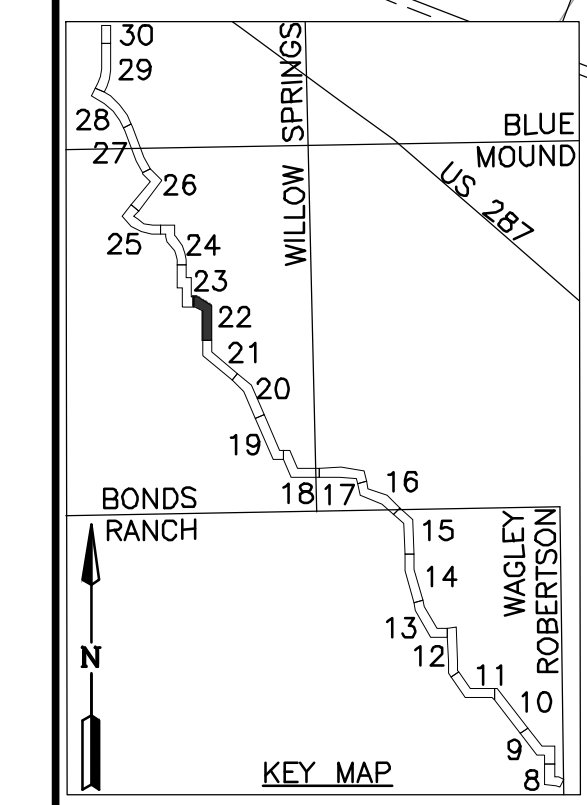 30
29
28
27
26
25
24
23
22
21
20
19
18
17
16
15
14
13
12
11
10
9
8
WILLOW SPRINGS
BLUE
MOUND
US 287
BONDS
RANCH
WAGLEY
ROBERTSON
N
KEY MAP